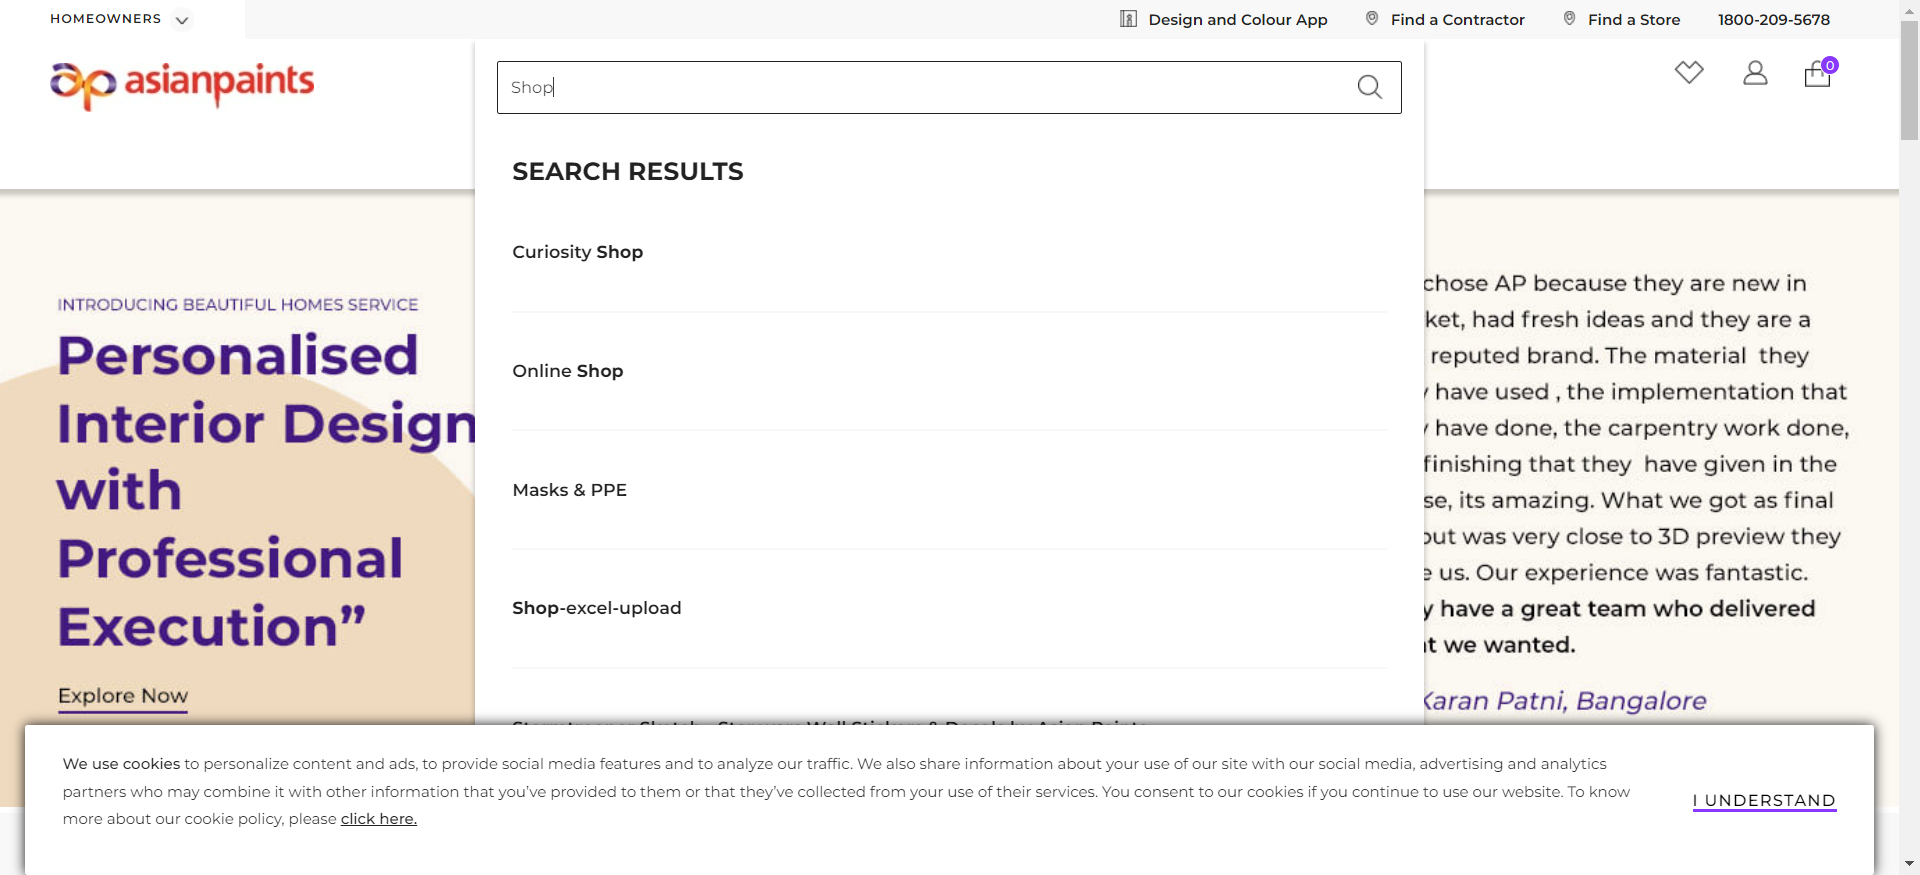 HOMEOWNERS
Design and Colour App
Find a Contractor
Find a Store
1800-209-5678
asianpaints
Shop
0
SEARCH RESULTS
Curiosity Shop
Online Shop
Masks & PPE
Shop-excel-upload
INTRODUCING BEAUTIFUL HOMES SERVICE
Personalised
Interior Design
with
Professional
Execution”
Explore Now
chose AP because they are new in
ket, had fresh ideas and they are a
reputed brand. The material they
have used , the implementation that
have done, the carpentry work done,
finishing that they have given in the
se, its amazing. What we got as final
out was very close to 3D preview they
e us. Our experience was fantastic.
y have a great team who delivered
t we wanted.
Karan Patni, Bangalore
We use cookies to personalize content and ads, to provide social media features and to analyze our traffic. We also share information about your use of our site with our social media, advertising and analytics
partners who may combine it with other information that you’ve provided to them or that they’ve collected from your use of their services. You consent to our cookies if you continue to use our website. To know
more about our cookie policy, please click here.
I UNDERSTAND